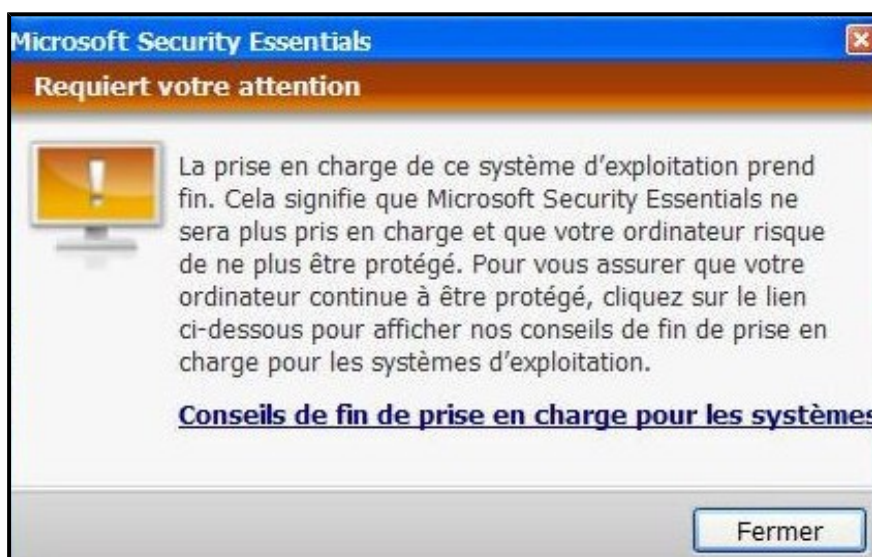 Microsoft Security Essentials
Requiert votre attention
La prise en charge de ce système d’exploitation prend
fin. Cela signifie que Microsoft Security Essentials ne
sera plus pris en charge et que votre ordinateur risque
de ne plus être protégé. Pour vous assurer que votre
ordinateur continue à être protégé, cliquez sur le lien
ci-dessous pour afficher nos conseils de fin de prise en
charge pour les systèmes d’exploitation.
Conseils de fin de prise en charge pour les systèmes
Fermer